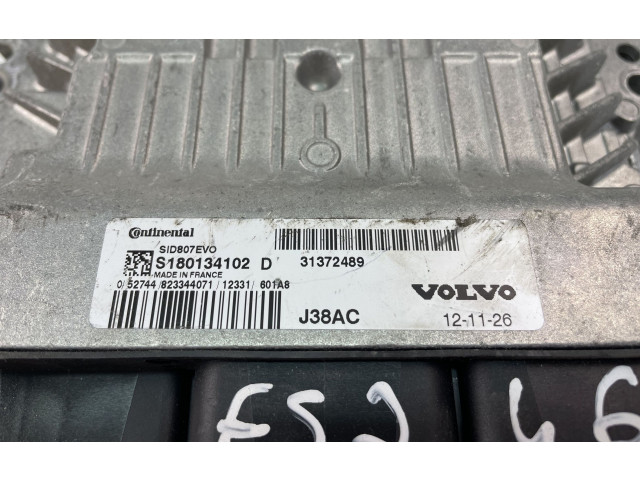 Continental
SID807EVO
S180134102 D
MADE IN FRANCE
0/52744/823344071/12331/601A8
31372489
J38AC
VOLVO
12-11-26